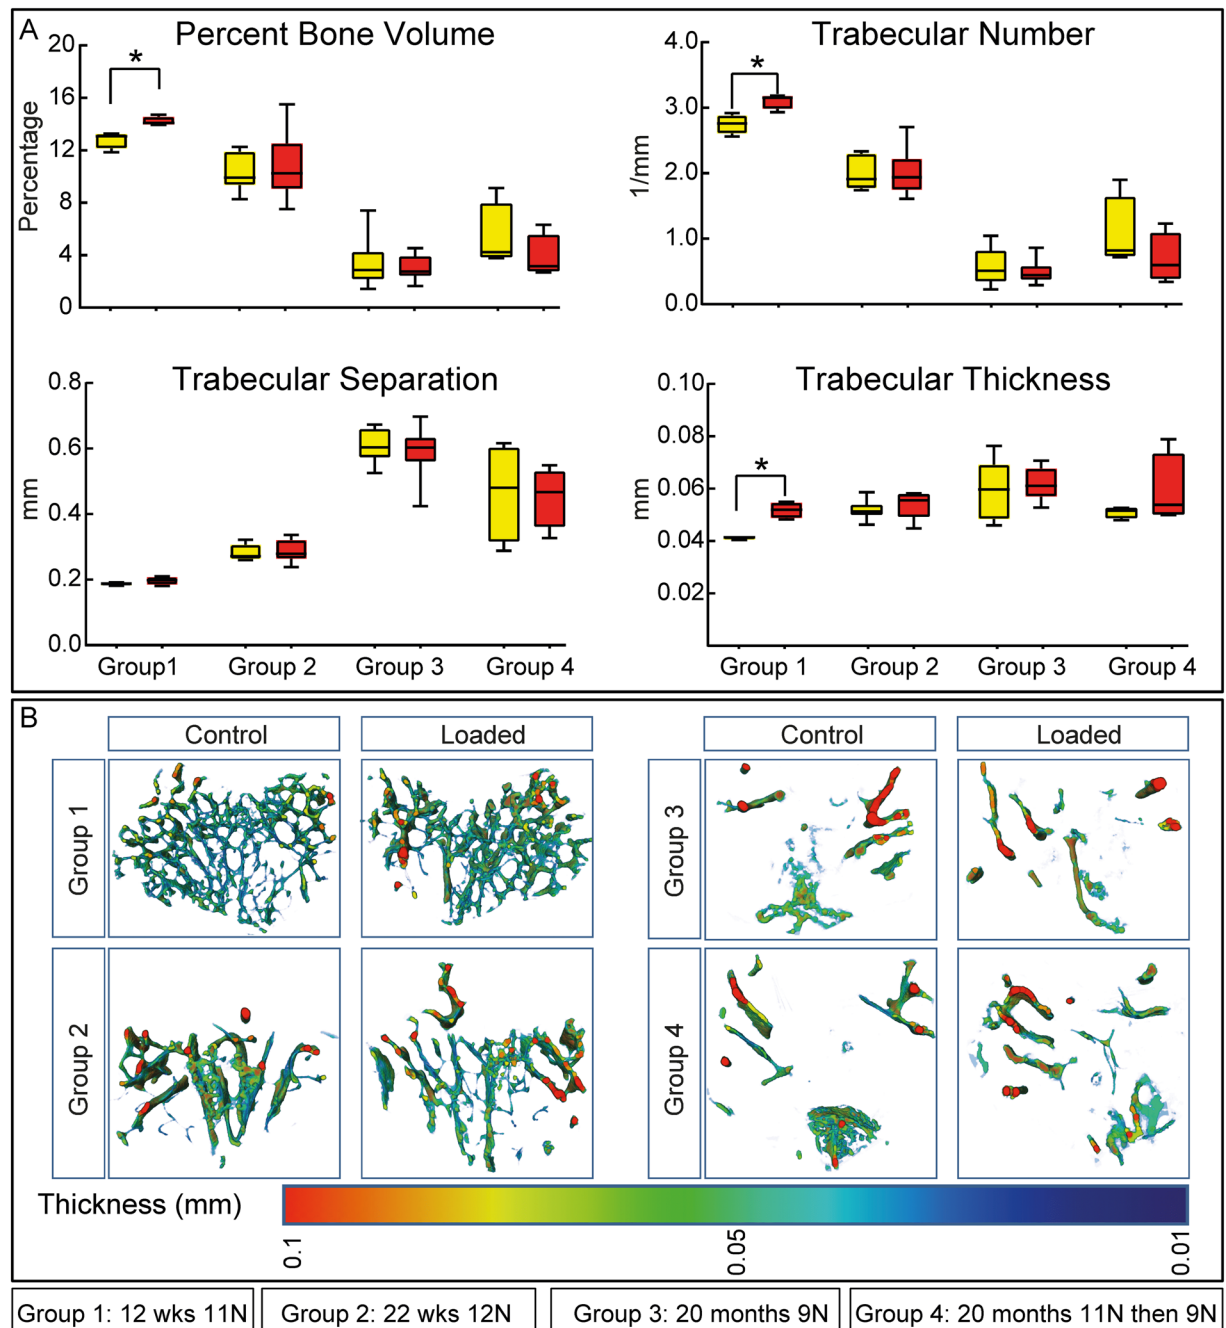 A
Percent Bone Volume
Percentage
20
16
12
8
4
0
*
Trabecular Number
1/mm
4.0
3.0
2.0
1.0
0.0
*
Trabecular Separation
mm
0.8
0.6
0.4
0.2
0.0
Group1 Group 2 Group 3 Group 4
Trabecular Thickness
mm
0.10
0.08
0.06
0.04
0.02
*
Group 1 Group 2 Group 3 Group 4
B
Control Loaded Control Loaded
Group 1
Group 3
Group 2
Group 4
Thickness (mm)
0.1 0.05 0.01
Group 1: 12 wks 11N
Group 2: 22 wks 12N
Group 3: 20 months 9N
Group 4: 20 months 11N then 9N